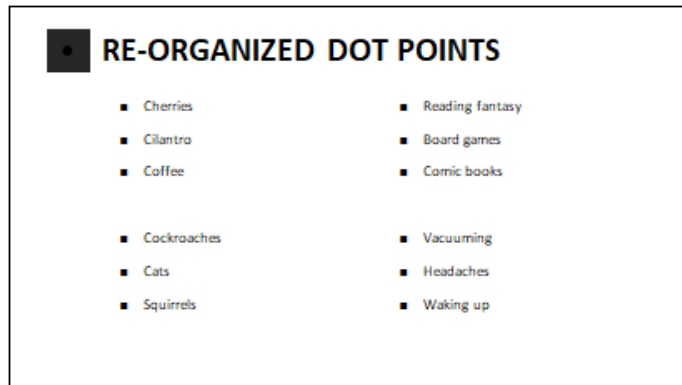 RE-ORGANIZED DOT POINTS
■ Cherries
■ Cilantro
■ Coffee
■ Cockroaches
■ Cats
■ Squirrels
■ Reading fantasy
■ Board games
■ Comic books
■ Vacuuming
■ Headaches
■ Waking up